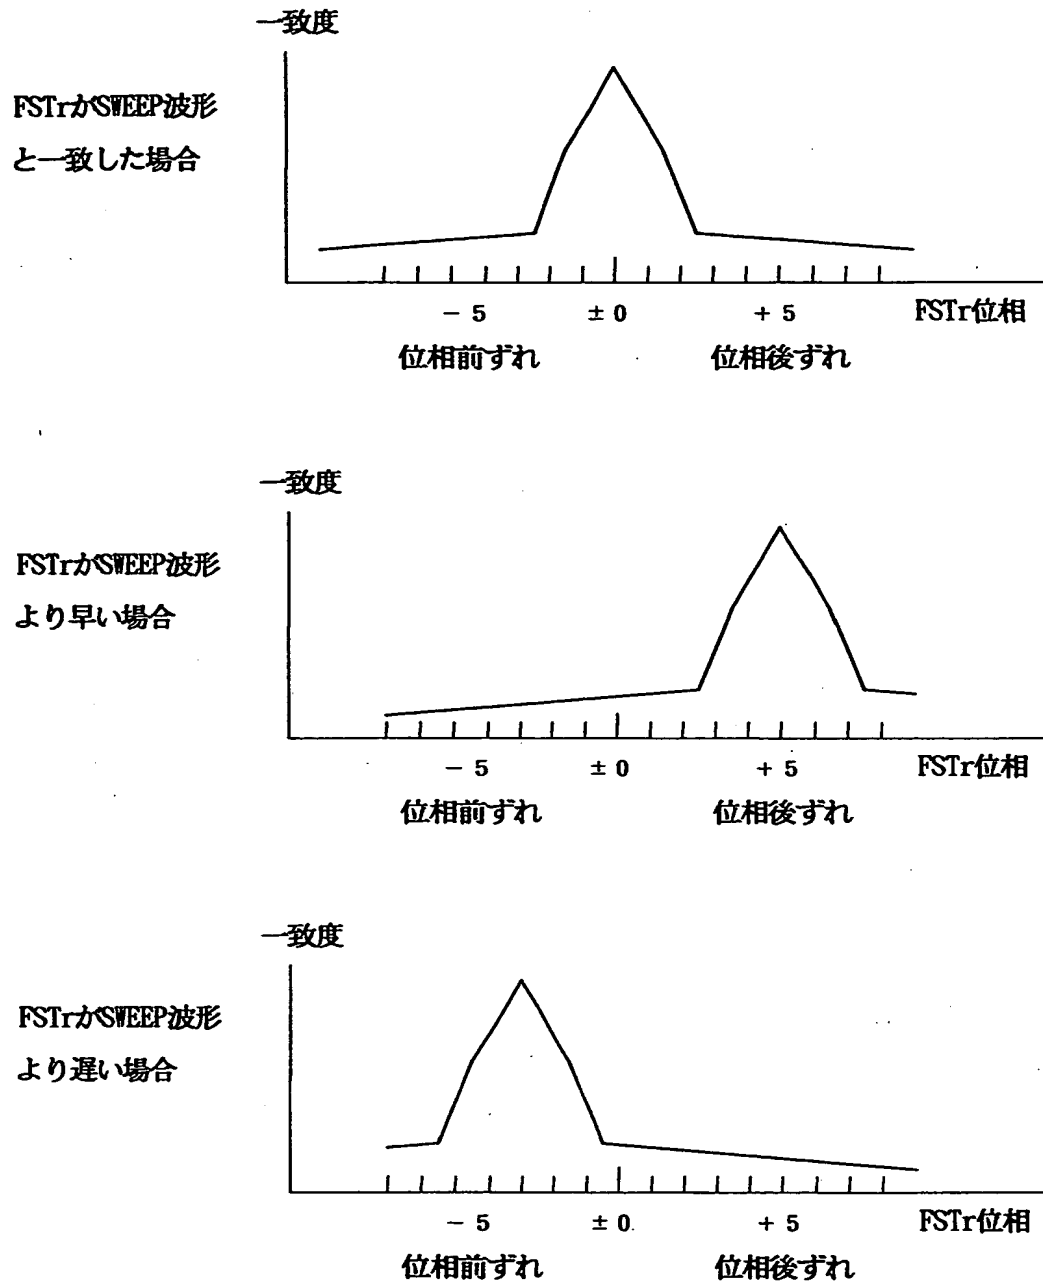 一致度
FSTrがSWEEP波形
と一致した場合
－5 ±0 ＋5 FSTr位相
位相前ずれ 位相後ずれ
一致度
FSTrがSWEEP波形
より早い場合
－5 ±0 ＋5 FSTr位相
位相前ずれ 位相後ずれ
一致度
FSTrがSWEEP波形
より遅い場合
－5 ±0 ＋5 FSTr位相
位相前ずれ 位相後ずれ